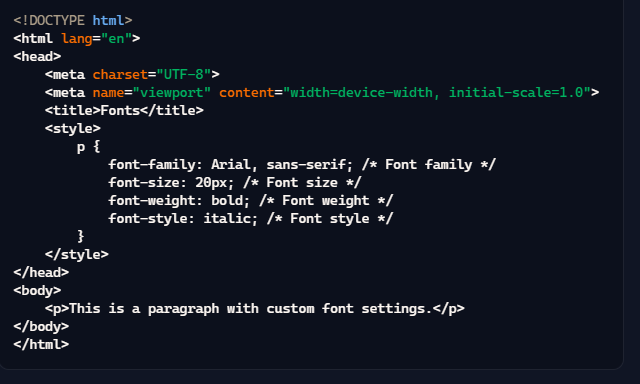 <!DOCTYPE html>
<html lang="en">
<head>
    <meta charset="UTF-8">
    <meta name="viewport" content="width=device-width, initial-scale=1.0">
    <title>Fonts</title>
    <style>
        p {
            font-family: Arial, sans-serif; /* Font family */
            font-size: 20px; /* Font size */
            font-weight: bold; /* Font weight */
            font-style: italic; /* Font style */
        }
    </style>
</head>
<body>
    <p>This is a paragraph with custom font settings.</p>
</body>
</html>